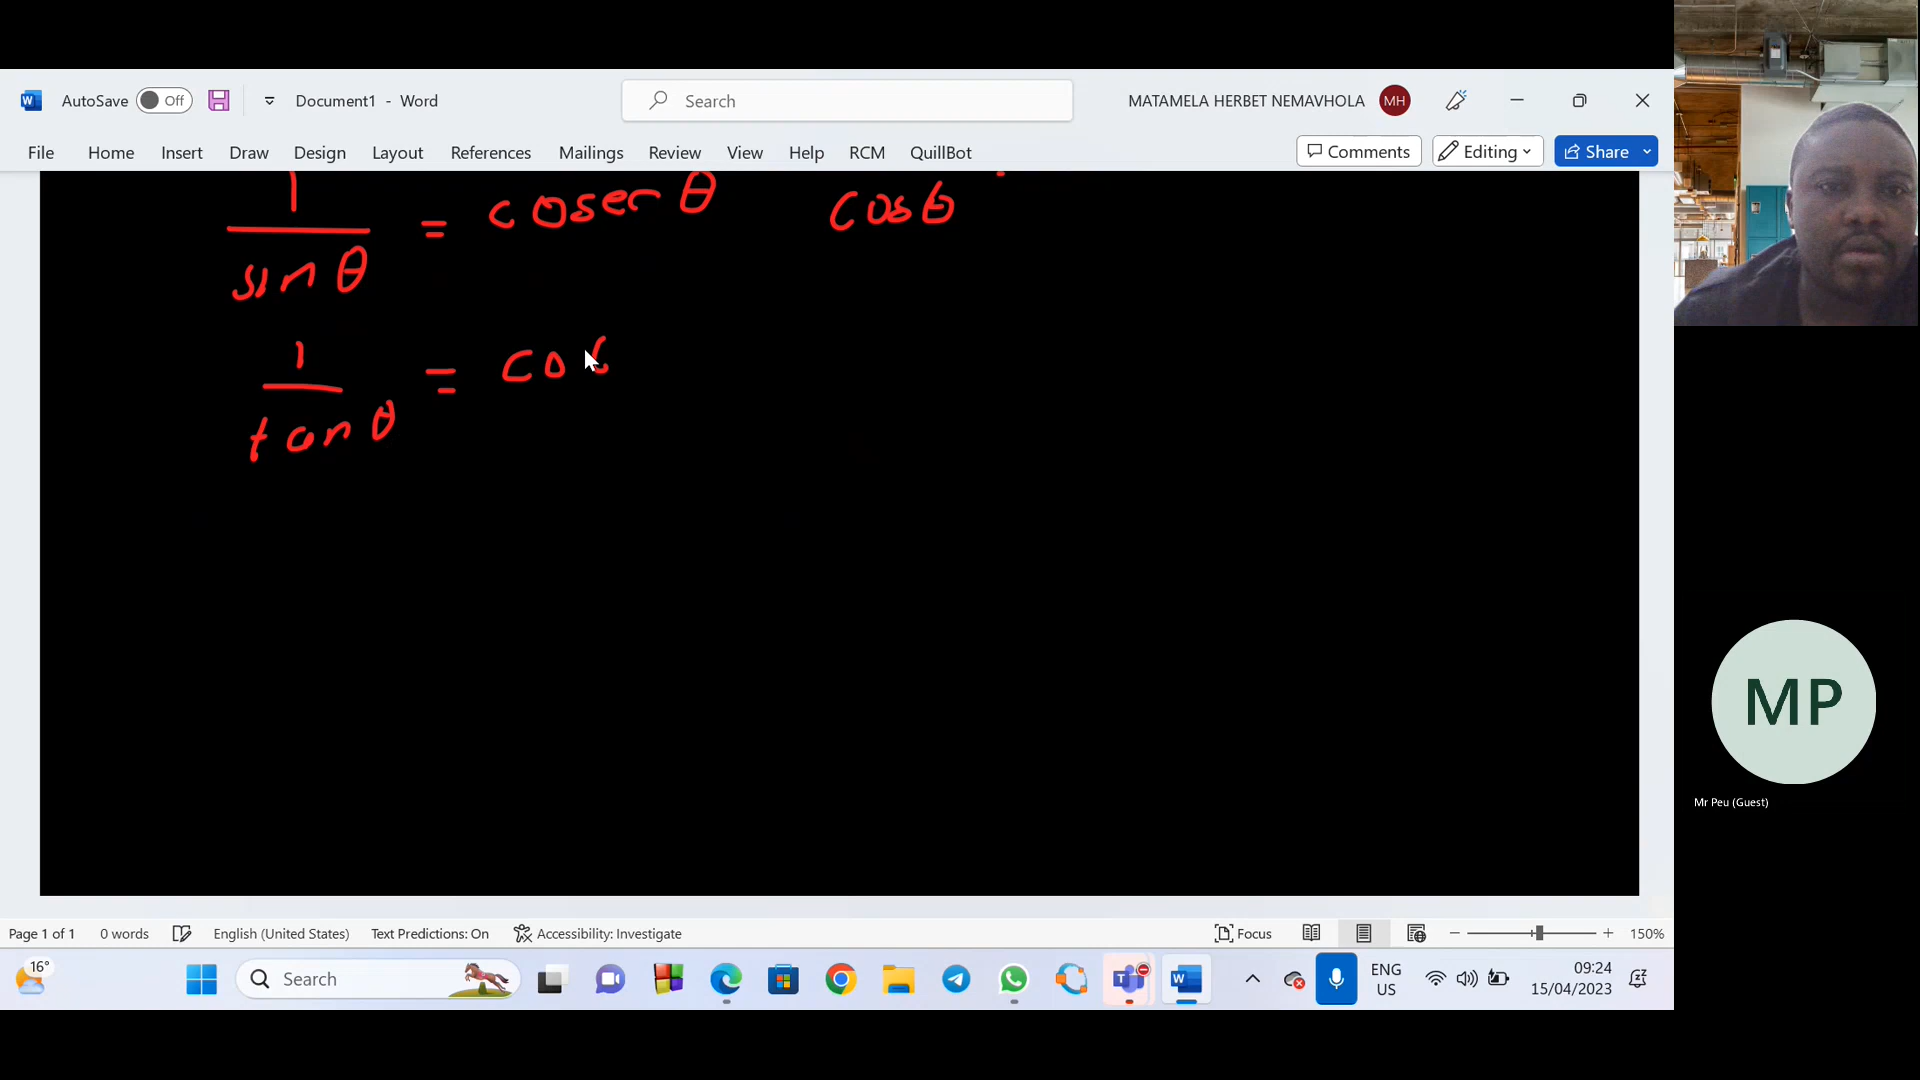 AutoSave Off Document1 - Word Search MATAMELA HERBET NEMAVHOLA MH
File Home Insert Draw Design Layout References Mailings Review View Help RCM QuillBot Comments Editing Share
1
= coser θ cosθ
sin θ
1
= cot
tan θ
MP
Mr Peu (Guest)
Page 1 of 1 0 words English (United States) Text Predictions: On Accessibility: Investigate Focus 150%
16° Search ENG US 09:24 15/04/2023